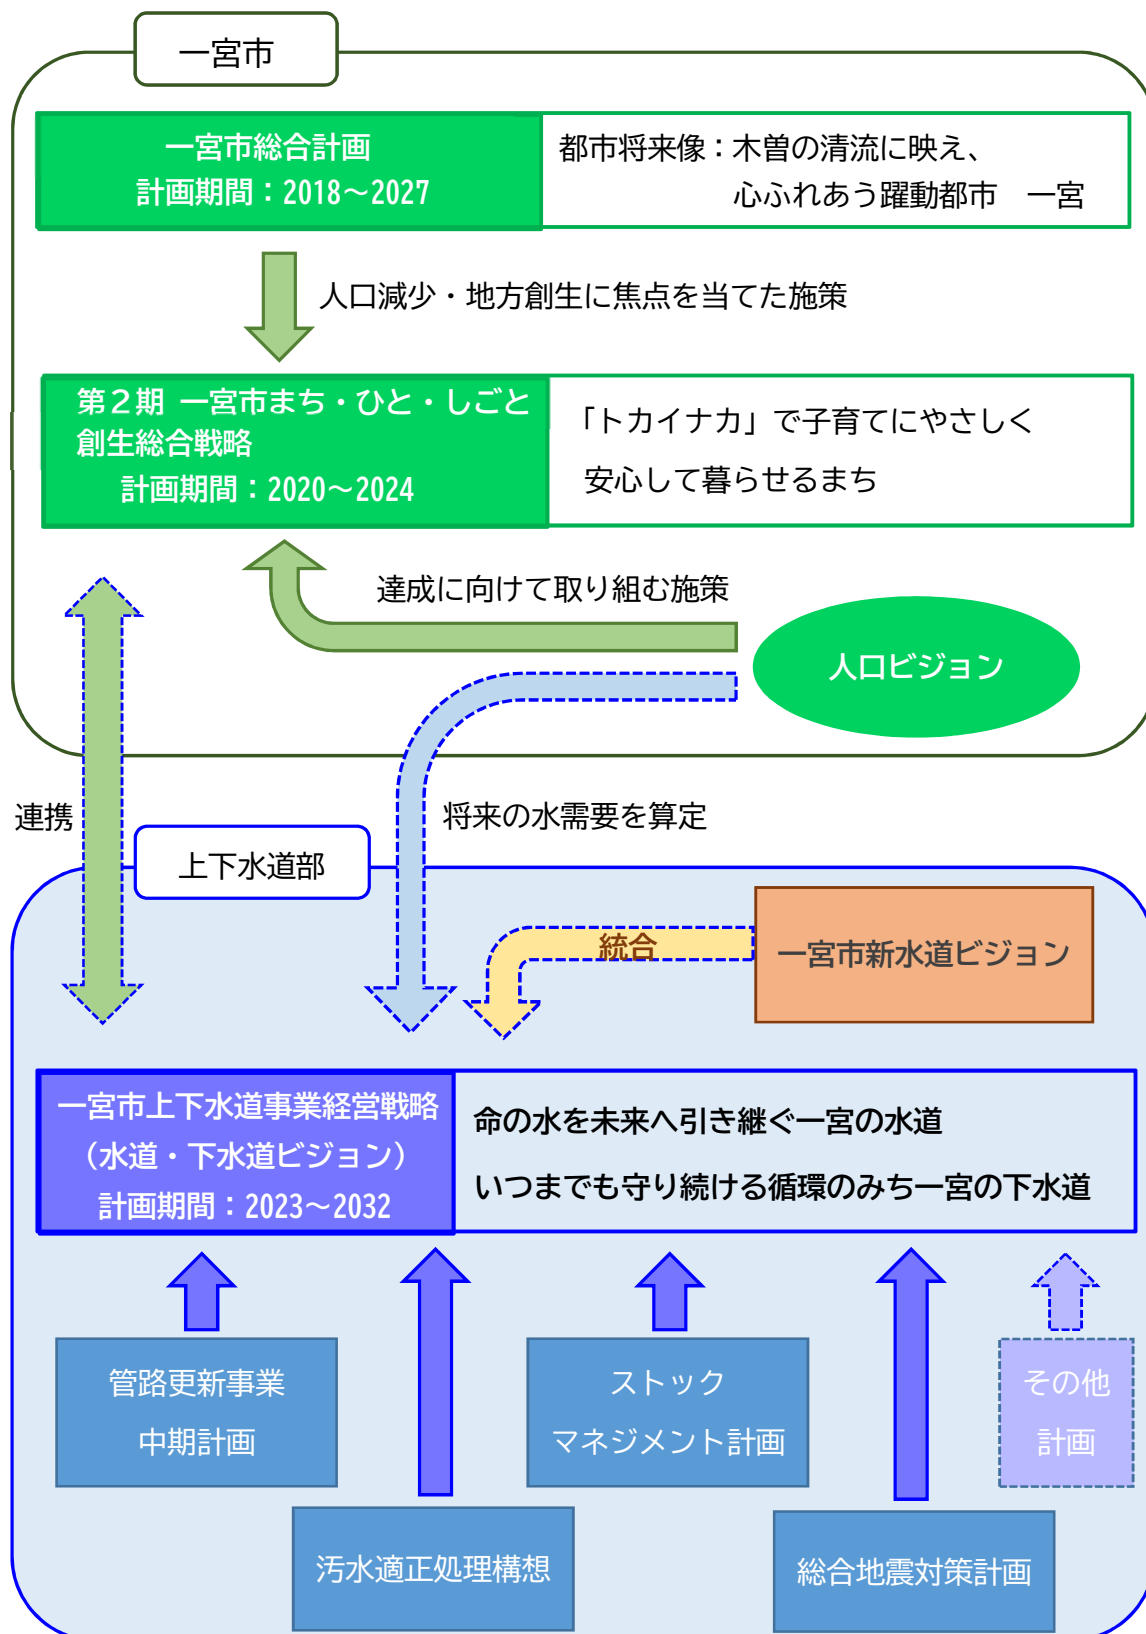 一宮市
一宮市総合計画
計画期間：2018～2027
都市将来像：木曽の清流に映え、
心ふれあう躍動都市　一宮
人口減少・地方創生に焦点を当てた施策
第２期 一宮市まち・ひと・しごと
創生総合戦略
計画期間：2020～2024
「トカイナカ」で子育てにやさしく
安心して暮らせるまち
達成に向けて取り組む施策
人口ビジョン
連携
将来の水需要を算定
上下水道部
統合
一宮市新水道ビジョン
一宮市上下水道事業経営戦略
（水道・下水道ビジョン）
計画期間：2023～2032
命の水を未来へ引き継ぐ一宮の水道
いつまでも守り続ける循環のみち一宮の下水道
管路更新事業
中期計画
ストック
マネジメント計画
その他
計画
汚水適正処理構想
総合地震対策計画